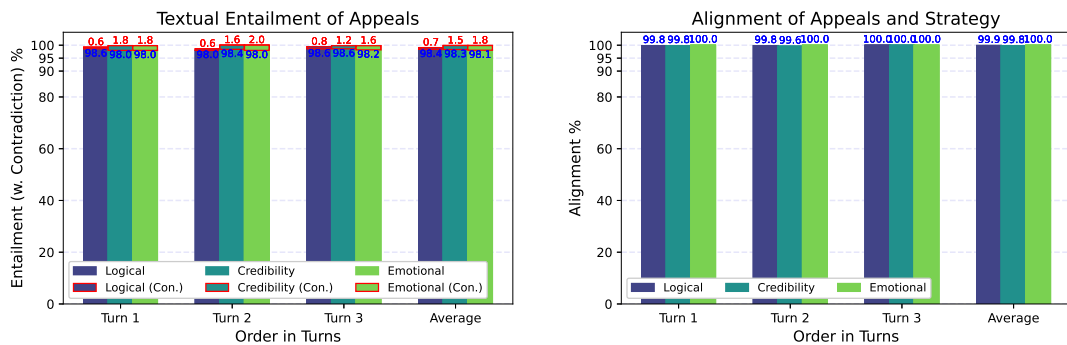 Textual Entailment of Appeals
Entailment (w. Contradiction) %
100
95
90
80
60
40
20
0
0.6 1.8 1.8
98.6 98.0 98.0
0.6 1.6 2.0
98.0 98.4 98.0
0.8 1.2 1.6
98.6 98.6 98.2
0.7 1.5 1.8
98.4 98.3 98.1
Logical Credibility Emotional
Logical (Con.) Credibility (Con.) Emotional (Con.)
Turn 1 Turn 2 Turn 3 Average
Order in Turns
Alignment of Appeals and Strategy
Alignment %
100
95
90
80
60
40
20
0
99.8 99.8 100.0
99.8 99.6 100.0
100.0 100.0 100.0
99.9 99.8 100.0
Logical Credibility Emotional
Turn 1 Turn 2 Turn 3 Average
Order in Turns